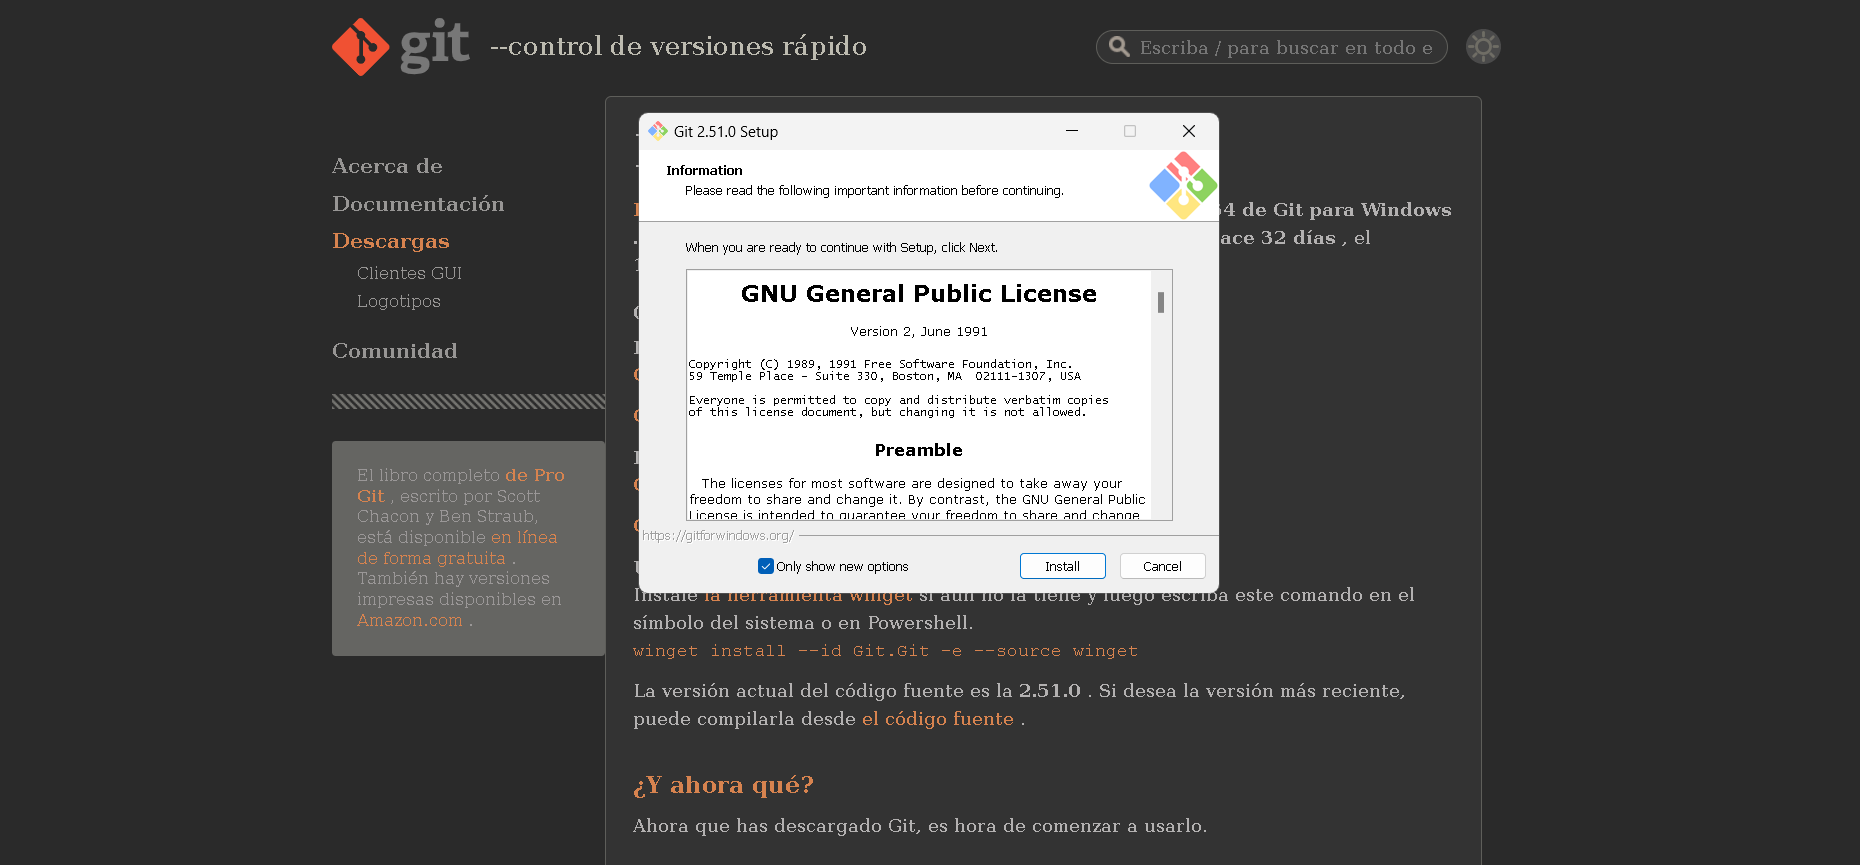 git --control de versiones rápido
Escriba / para buscar en todo e
Acerca de
Documentación
Descargas
Clientes GUI
Logotipos
Comunidad
El libro completo de Pro
Git , escrito por Scott
Chacon y Ben Straub,
está disponible en línea
de forma gratuita .
También hay versiones
impresas disponibles en
Amazon.com .
Git 2.51.0 Setup
Information
Please read the following important information before continuing.
When you are ready to continue with Setup, click Next.
GNU General Public License
Version 2, June 1991
Copyright (C) 1989, 1991 Free Software Foundation, Inc.
59 Temple Place - Suite 330, Boston, MA  02111-1307, USA
Everyone is permitted to copy and distribute verbatim copies
of this license document, but changing it is not allowed.
Preamble
The licenses for most software are designed to take away your
freedom to share and change it. By contrast, the GNU General Public
License is intended to guarantee your freedom to share and change
https://gitforwindows.org/
Only show new options
Install
Cancel
64 de Git para Windows
ace 32 días , el
Instale la herramienta winget si aún no la tiene y luego escriba este comando en el
símbolo del sistema o en Powershell.
winget install --id Git.Git -e --source winget
La versión actual del código fuente es la 2.51.0 . Si desea la versión más reciente,
puede compilarla desde el código fuente .
¿Y ahora qué?
Ahora que has descargado Git, es hora de comenzar a usarlo.